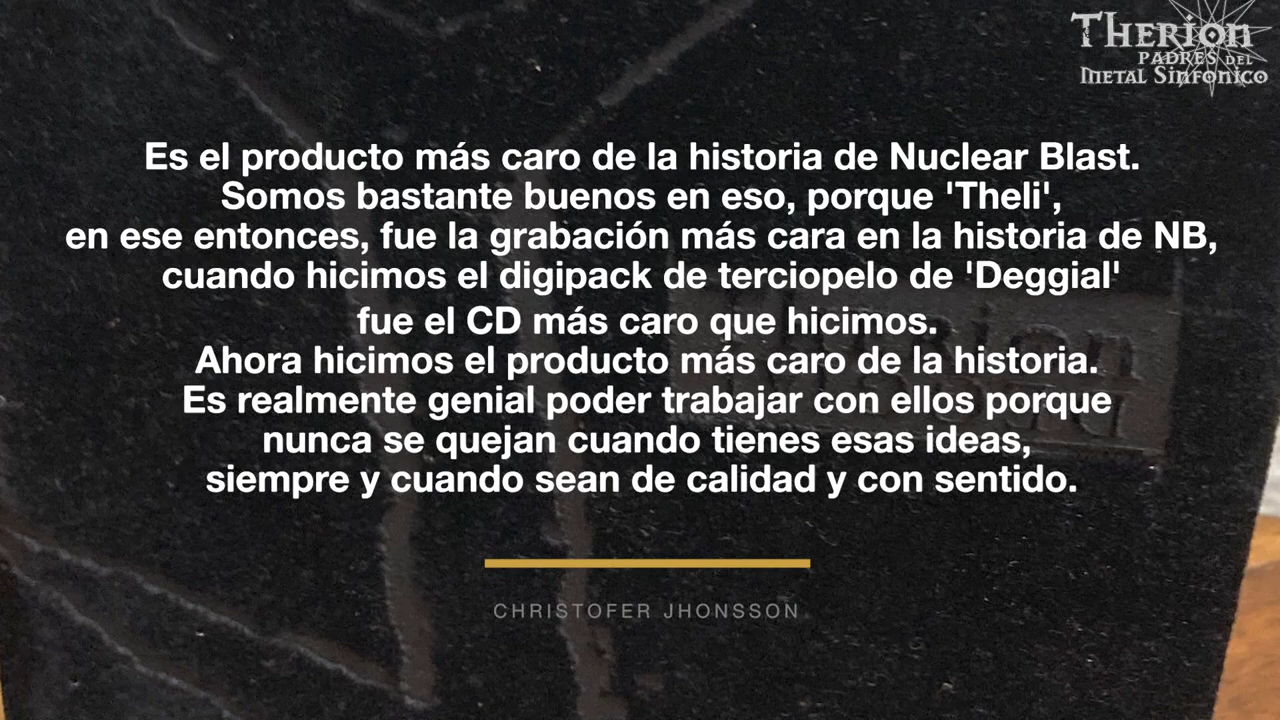 THERION
PADRES DEL
METAL SINFONICO
Es el producto más caro de la historia de Nuclear Blast.
Somos bastante buenos en eso, porque 'Theli',
en ese entonces, fue la grabación más cara en la historia de NB,
cuando hicimos el digipack de terciopelo de 'Deggial'
fue el CD más caro que hicimos.
Ahora hicimos el producto más caro de la historia.
Es realmente genial poder trabajar con ellos porque
nunca se quejan cuando tienes esas ideas,
siempre y cuando sean de calidad y con sentido.
CHRISTOFER JHONSSON